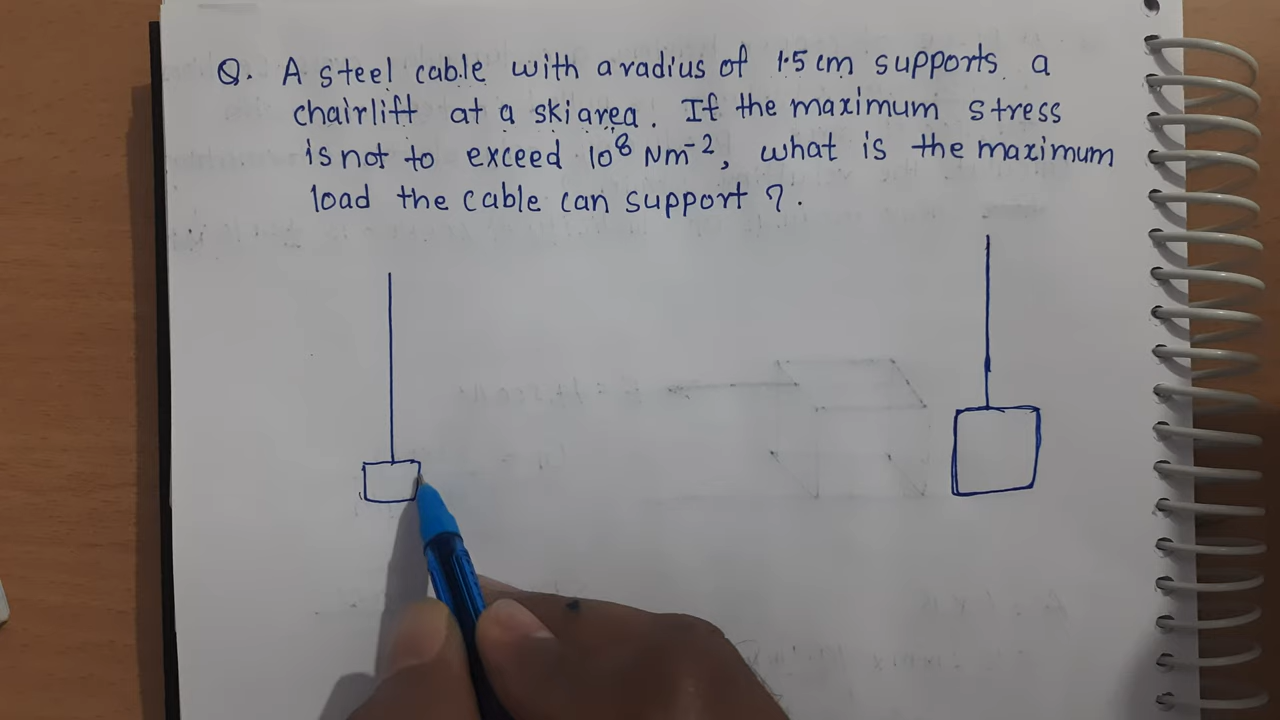 Q. A steel cable with a radius of 1.5 cm supports a
chairlift at a ski area. If the maximum stress
is not to exceed 10⁸ Nm⁻², what is the maximum
load the cable can support ?.